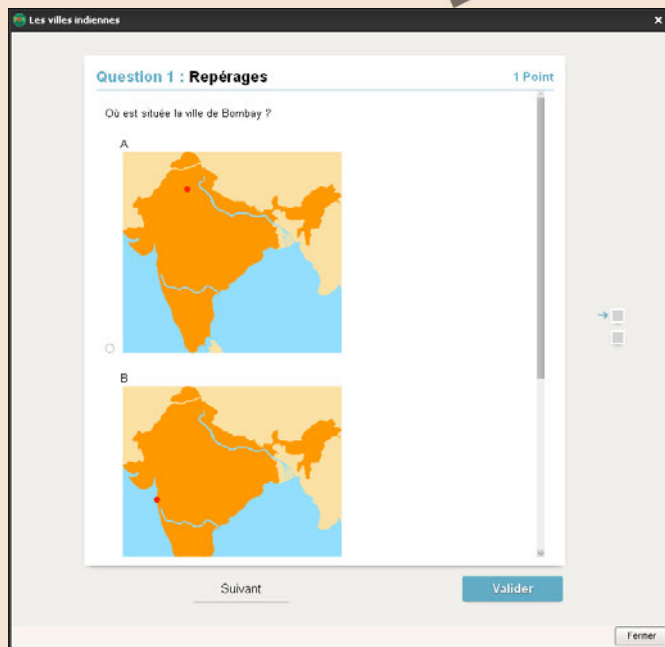 Les villes indiennes
Question 1 : Repérages
1 Point
Où est située la ville de Bombay ?
A
B
Suivant
Valider
Fermer